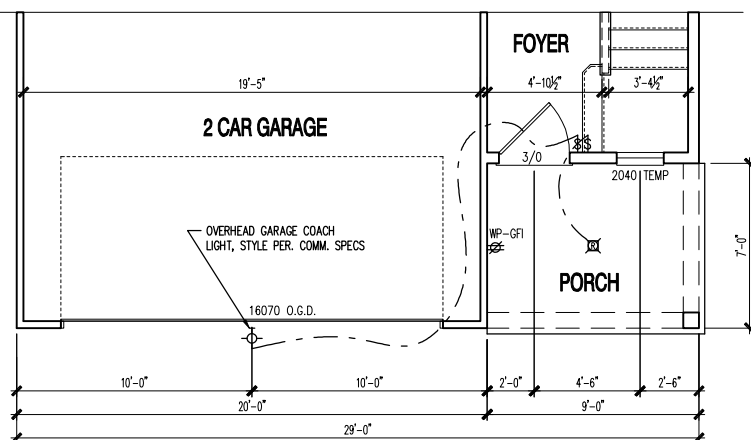 FOYER
19'-5"
4'-10½"
3'-4½"
2 CAR GARAGE
$$
3/0
2040 TEMP
OVERHEAD GARAGE COACH
LIGHT, STYLE PER. COMM. SPECS
WP-GFI
R
7'-0"
PORCH
16070 O.G.D.
10'-0"
10'-0"
2'-0"
4'-6"
2'-6"
20'-0"
9'-0"
29'-0"